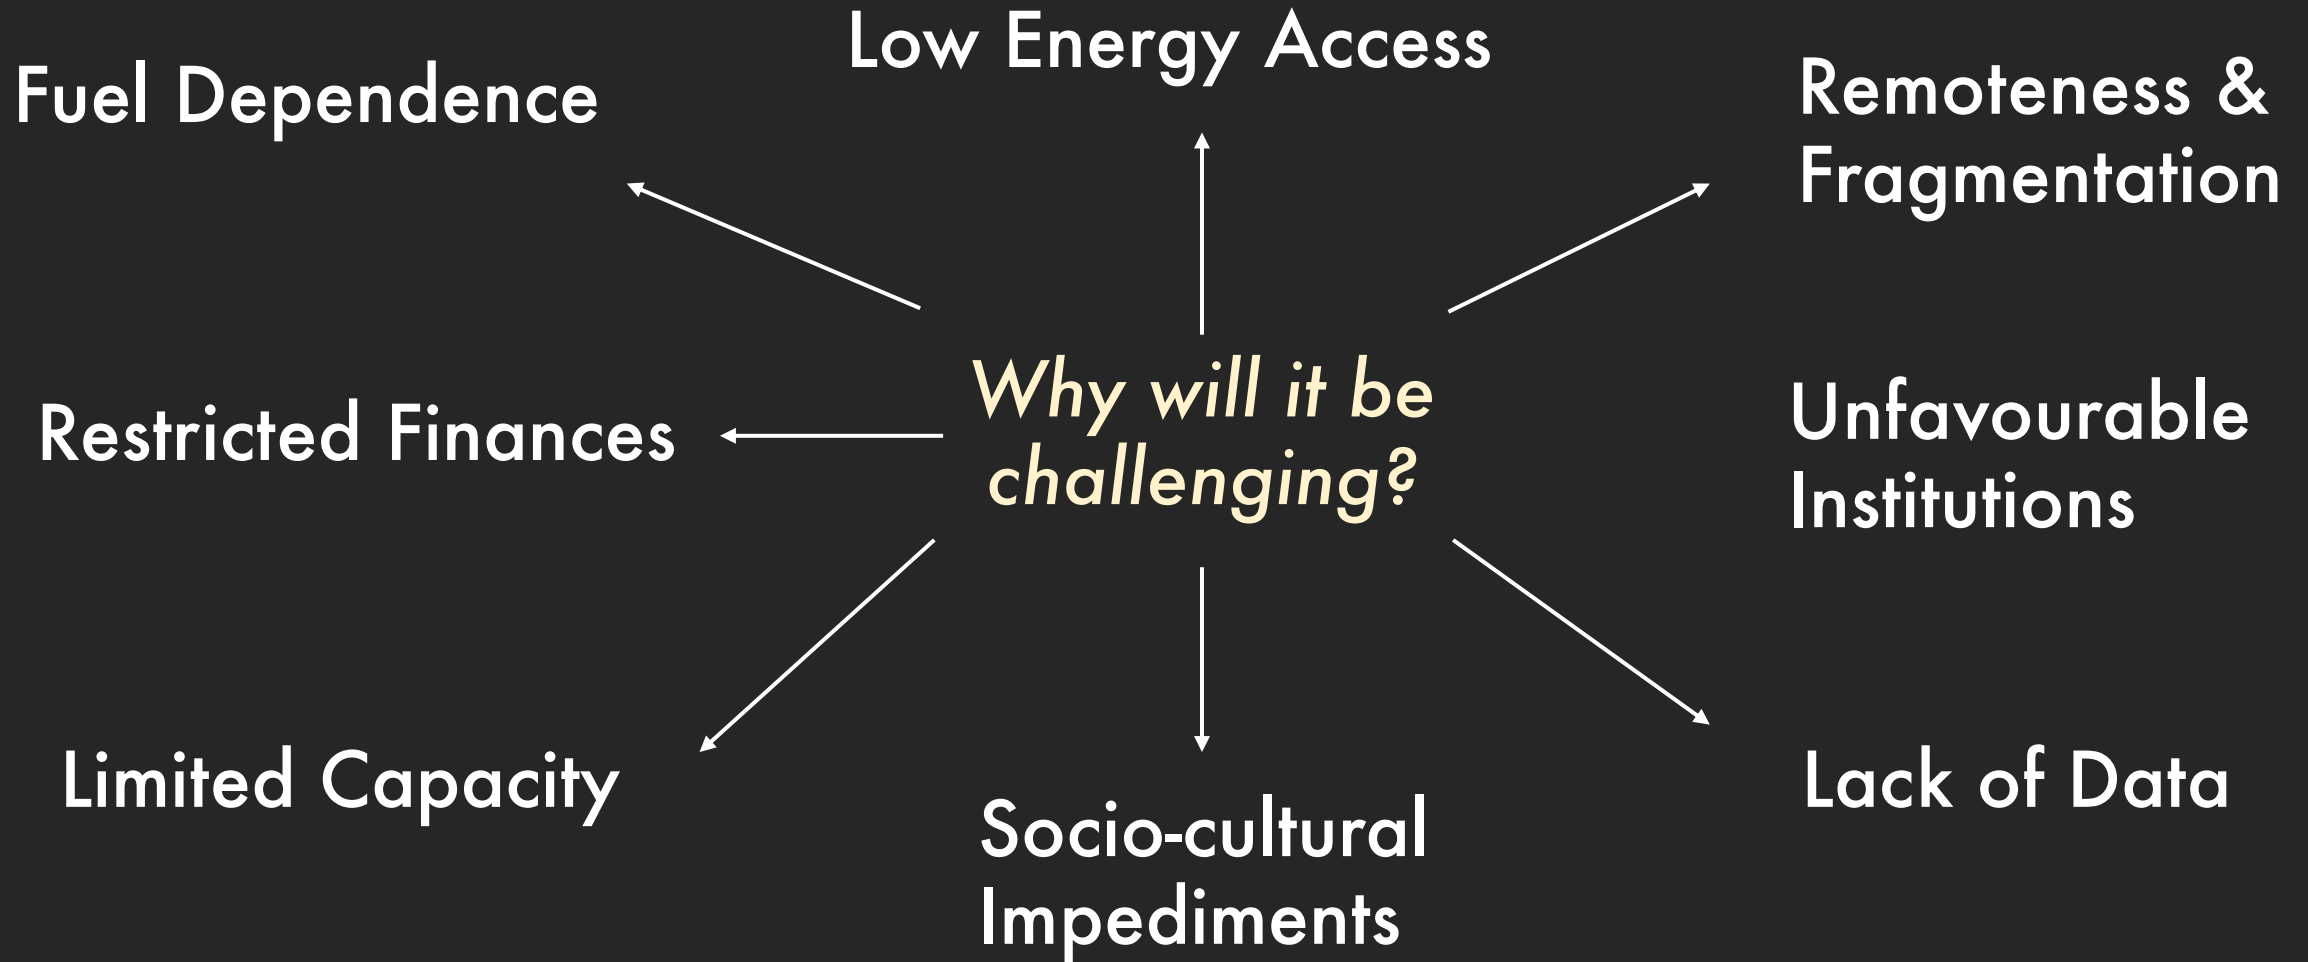 Low Energy Access
Fuel Dependence
Remoteness &
Fragmentation
Why will it be
challenging?
Restricted Finances
Unfavourable
Institutions
Limited Capacity
Lack of Data
Socio-cultural
Impediments